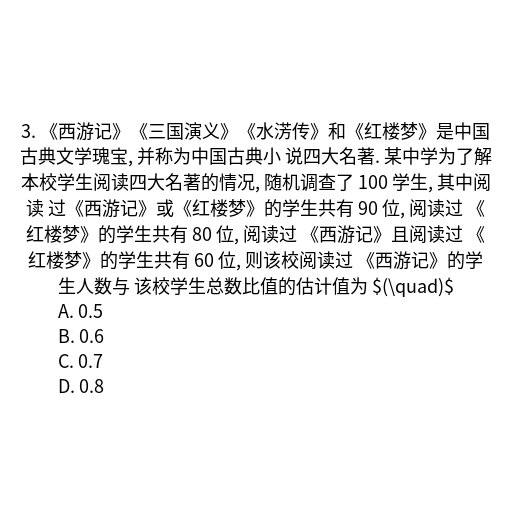 3. 《西游记》《三国演义》《水浒传》和《红楼梦》是中国
古典文学瑰宝, 并称为中国古典小 说四大名著. 某中学为了解
本校学生阅读四大名著的情况, 随机调查了 100 学生, 其中阅
读 过《西游记》或《红楼梦》的学生共有 90 位, 阅读过 《
红楼梦》的学生共有 80 位, 阅读过 《西游记》且阅读过 《
红楼梦》的学生共有 60 位, 则该校阅读过 《西游记》的学
生人数与 该校学生总数比值的估计值为 $(\quad)$
A. 0.5
B. 0.6
C. 0.7
D. 0.8